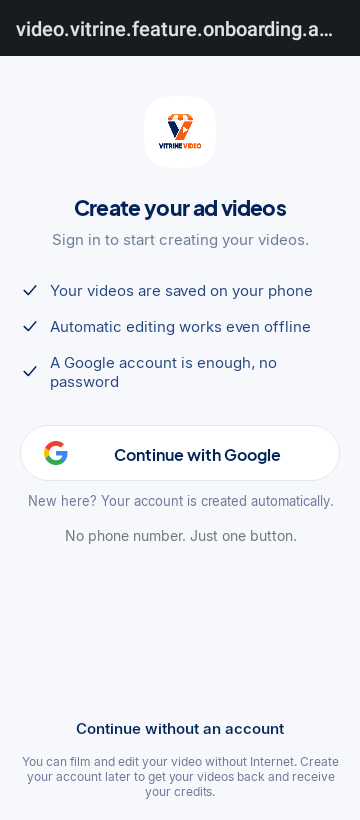 video.vitrine.feature.onboarding.a...
VITRINE VIDEO
Create your ad videos
Sign in to start creating your videos.
Your videos are saved on your phone
Automatic editing works even offline
A Google account is enough, no
password
Continue with Google
New here? Your account is created automatically.
No phone number. Just one button.
Continue without an account
You can film and edit your video without Internet. Create
your account later to get your videos back and receive
your credits.